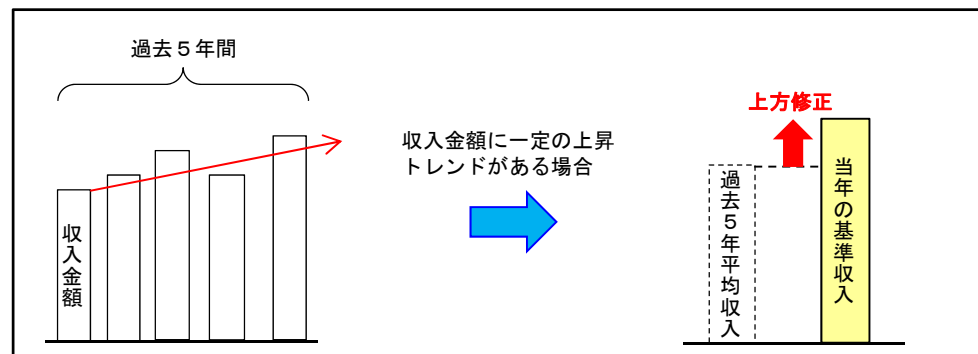 過去５年間
収入金額
収入金額に一定の上昇
トレンドがある場合
上方修正
過去５年平均収入
当年の基準収入